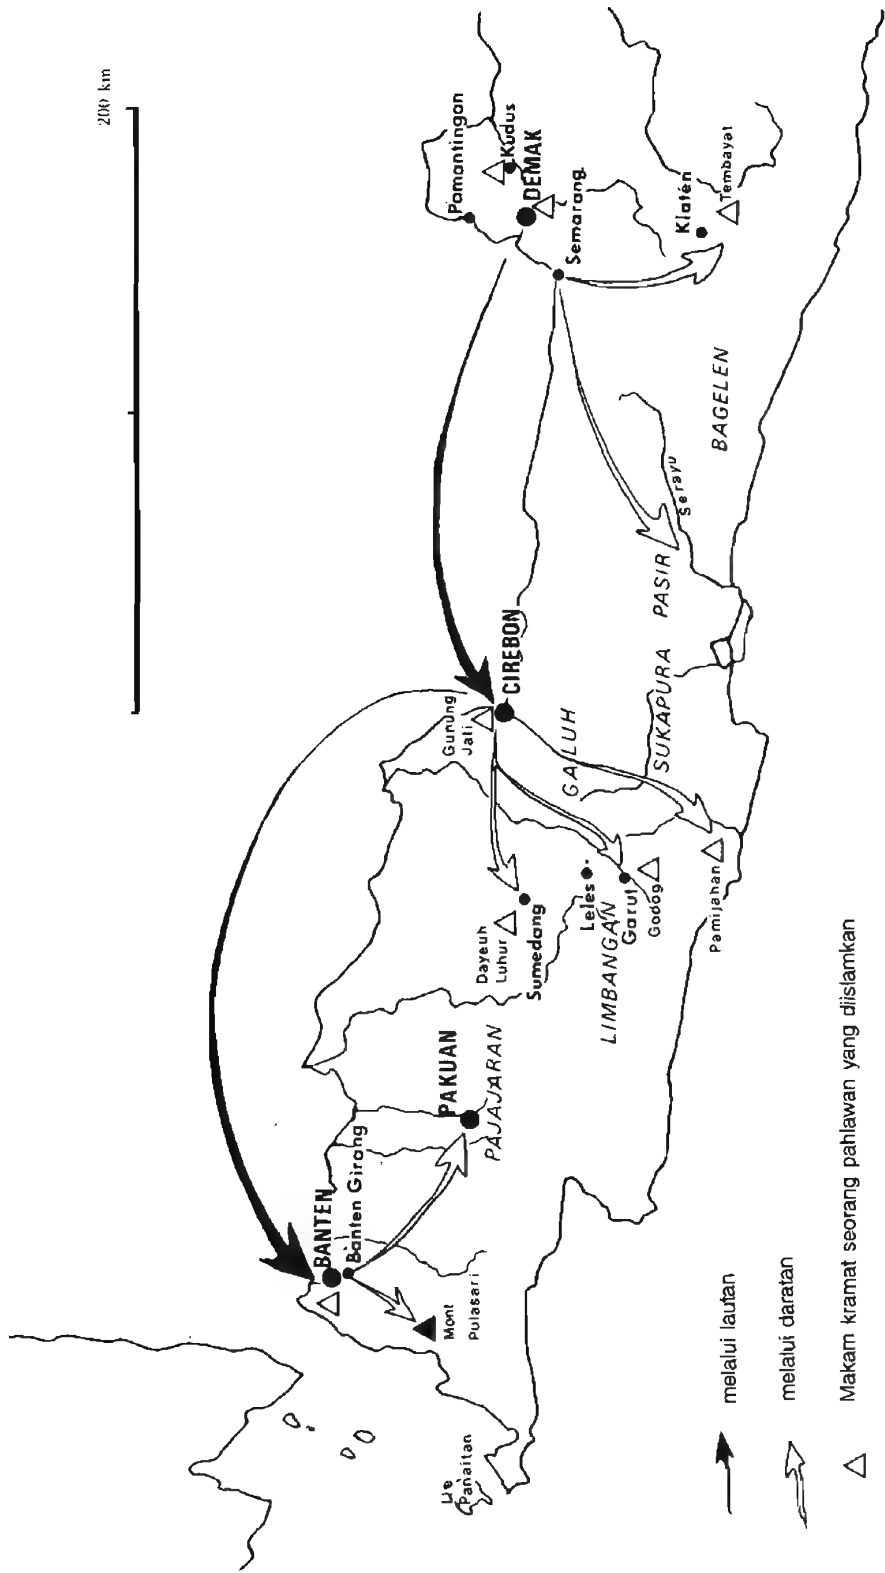 200 km
BANTEN
Banten Girang
Mont
Pulasari
Ile
Panaitan
PAKUAN
PAJAJARAN
Dayeuh
Luhur
Sumedang
Gunung
Jati
CIREBON
Pamantingan
Kudus
DEMAK
Semarang
Leles
LIMBANGAN
Garut
Godog
GALUH
SUKAPURA
PASIR
Serayu
BAGELEN
Klatén
Tembayat
Pamijahan
melalui lautan
melalui daratan
Makam kramat seorang pahlawan yang diislamkan